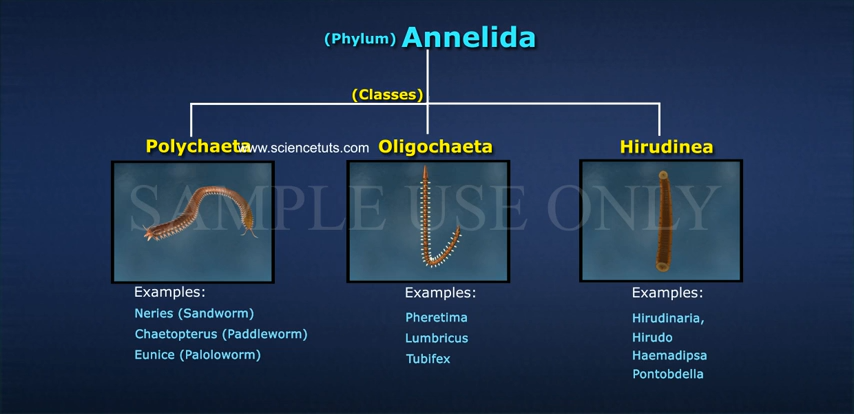 (Phylum) Annelida
(Classes)
Polychaeta
www.sciencetuts.com
Oligochaeta
Hirudinea
SAMPLE USE ONLY
Examples:
Neries (Sandworm)
Chaetopterus (Paddleworm)
Eunice (Paloloworm)
Examples:
Pheretima
Lumbricus
Tubifex
Examples:
Hirudinaria,
Hirudo
Haemadipsa
Pontobdella